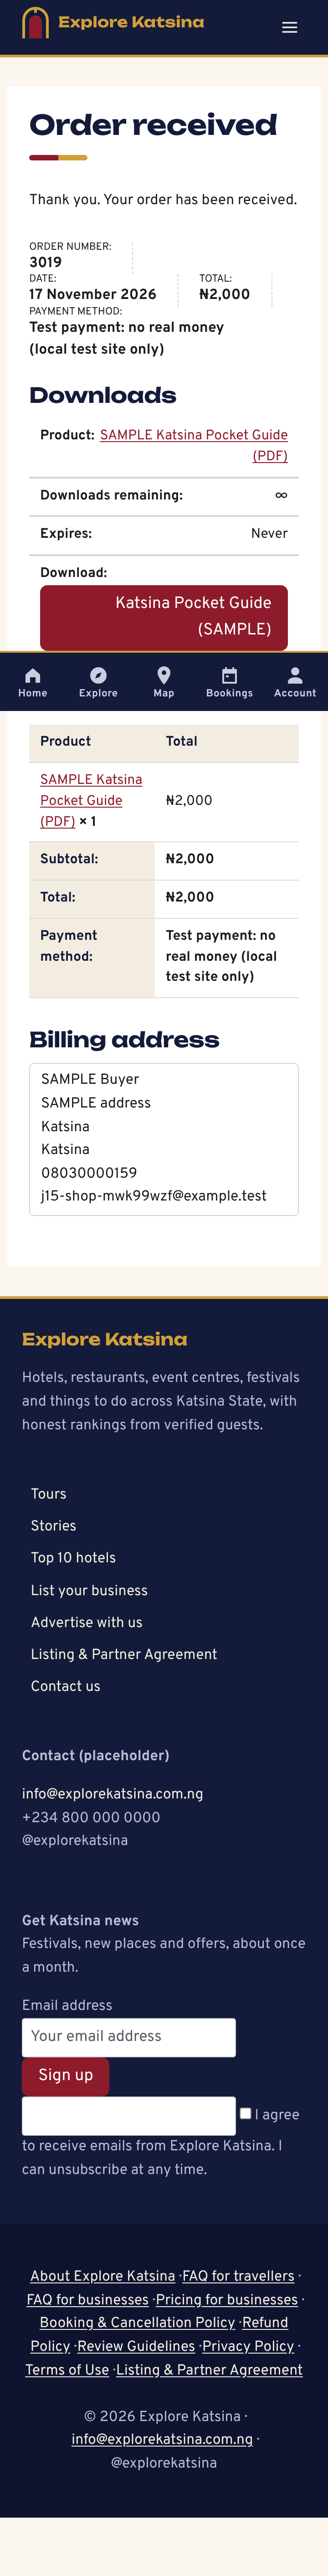 Explore Katsina
Order received
Thank you. Your order has been received.
ORDER NUMBER:
3019
DATE:
17 November 2026
TOTAL:
₦2,000
PAYMENT METHOD:
Test payment: no real money
(local test site only)
Downloads
Product: SAMPLE Katsina Pocket Guide
(PDF)
Downloads remaining: ∞
Expires: Never
Download:
Katsina Pocket Guide
(SAMPLE)
Home Explore Map Bookings Account
Product Total
SAMPLE Katsina
Pocket Guide
(PDF) × 1
₦2,000
Subtotal: ₦2,000
Total: ₦2,000
Payment
method:
Test payment: no
real money (local
test site only)
Billing address
SAMPLE Buyer
SAMPLE address
Katsina
Katsina
08030000159
j15-shop-mwk99wzf@example.test
Explore Katsina
Hotels, restaurants, event centres, festivals
and things to do across Katsina State, with
honest rankings from verified guests.
Tours
Stories
Top 10 hotels
List your business
Advertise with us
Listing & Partner Agreement
Contact us
Contact (placeholder)
info@explorekatsina.com.ng
+234 800 000 0000
@explorekatsina
Get Katsina news
Festivals, new places and offers, about once
a month.
Email address
Your email address
Sign up
I agree
to receive emails from Explore Katsina. I
can unsubscribe at any time.
About Explore Katsina ·FAQ for travellers ·
FAQ for businesses ·Pricing for businesses ·
Booking & Cancellation Policy ·Refund
Policy ·Review Guidelines ·Privacy Policy ·
Terms of Use ·Listing & Partner Agreement
© 2026 Explore Katsina ·
info@explorekatsina.com.ng ·
@explorekatsina